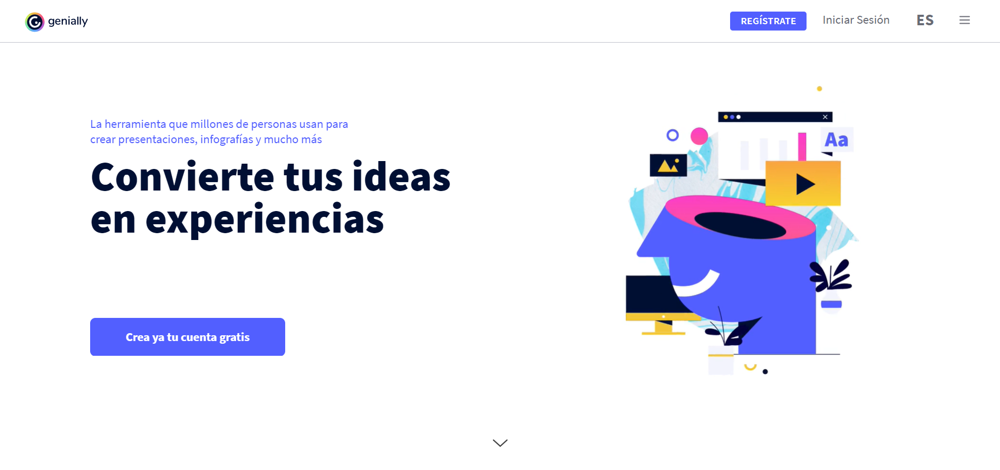 genially
REGÍSTRATE
Iniciar Sesión
ES
La herramienta que millones de personas usan para
crear presentaciones, infografías y mucho más
Convierte tus ideas
en experiencias
Aa
Crea ya tu cuenta gratis